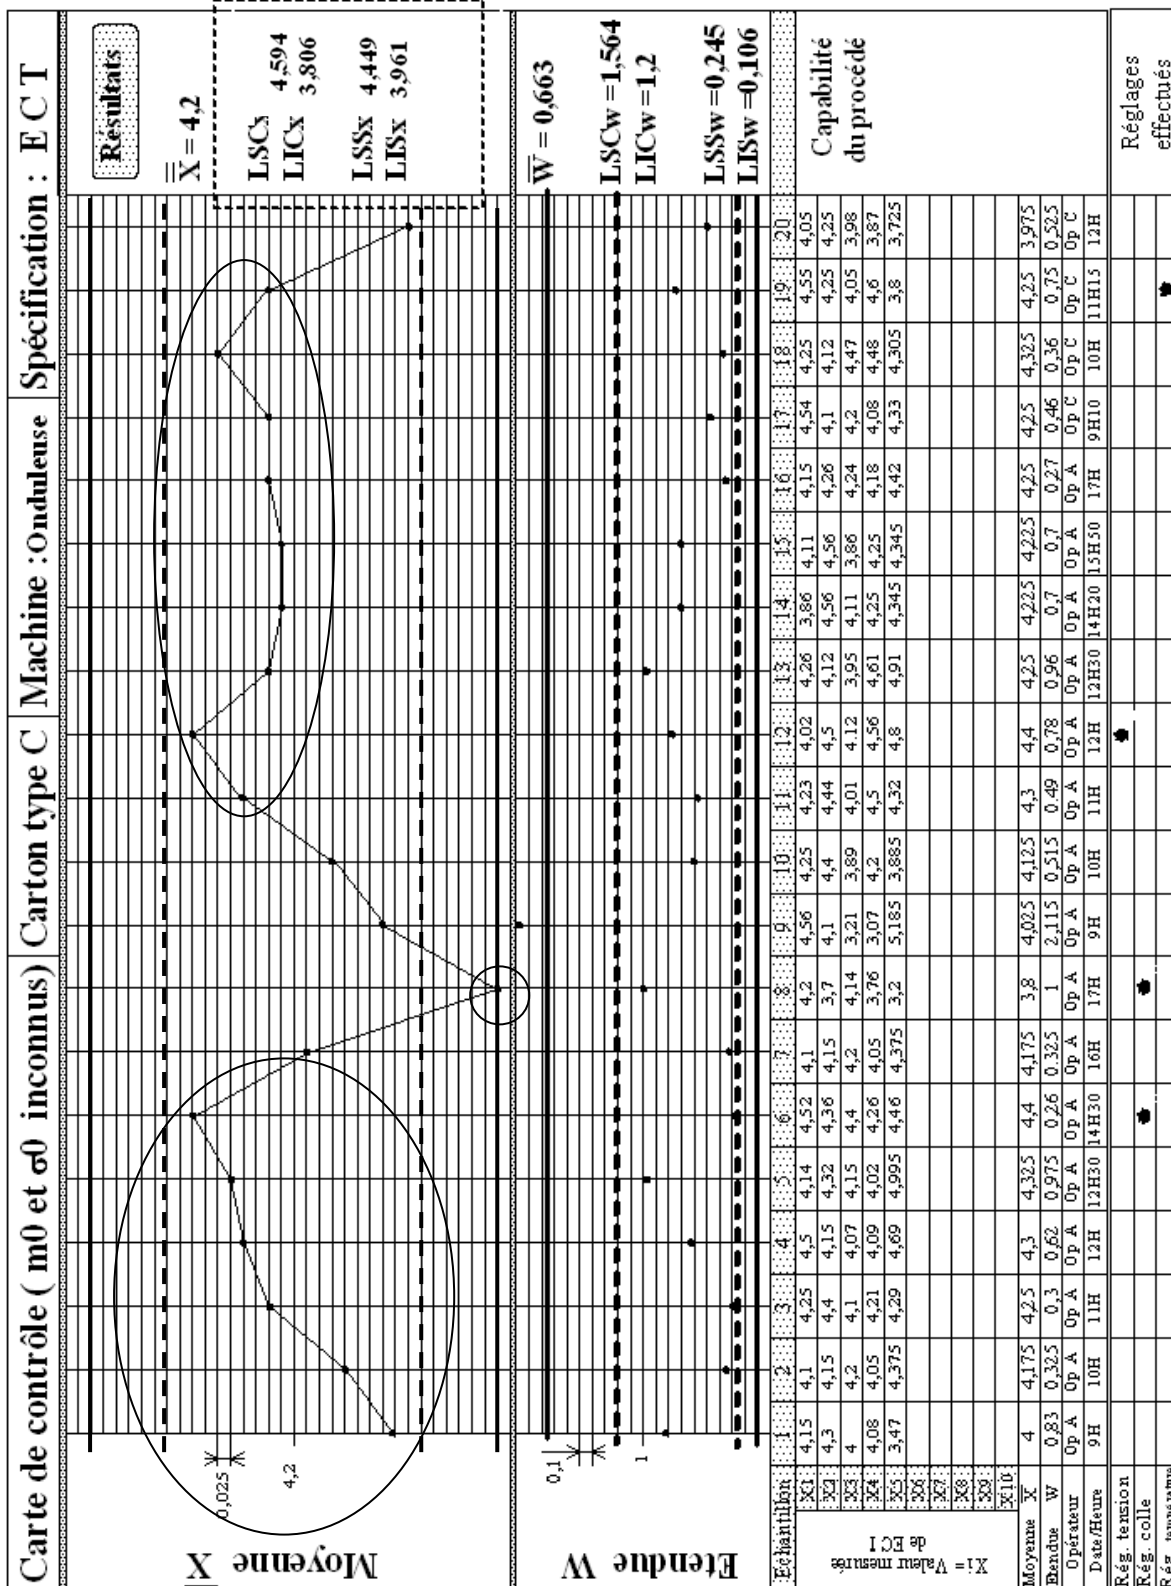 Carte de contrôle ( m0 et σ0 inconnus) Carton type C Machine :Onduleuse Spécification : E C T
Résultats
X = 4,2
LSCx 4,594
LICx 3,806
LSSx 4,449
LISx 3,961
Moyenne X
0,025
4,2
W = 0,663
LSCw =1,564
LICw =1,2
LSSw =0,245
LISw =0,106
Etendue W
0,1
1
Capabilité
du procédé
Echantillon 1 2 3 4 5 6 7 8 9 10 11 12 13 14 15 16 17 18 19 20
X1 4,15 4,1 4,25 4,5 4,14 4,52 4,1 4,2 4,56 4,25 4,23 4,02 4,26 3,86 4,11 4,15 4,54 4,25 4,55 4,05
X2 4,3 4,15 4,4 4,15 4,32 4,36 4,15 3,7 4,1 4,4 4,44 4,5 4,12 4,56 4,56 4,26 4,1 4,12 4,25 4,25
X3 4 4,2 4,1 4,07 4,15 4,4 4,2 4,14 3,21 3,89 4,01 4,12 3,95 4,11 3,86 4,24 4,2 4,47 4,05 3,98
X4 4,08 4,05 4,21 4,09 4,02 4,26 4,05 3,76 3,07 4,2 4,5 4,56 4,61 4,25 4,25 4,18 4,08 4,48 4,6 3,87
X5 3,47 4,375 4,29 4,69 4,995 4,46 4,375 3,2 5,185 3,885 4,32 4,8 4,91 4,345 4,345 4,42 4,33 4,305 3,8 3,725
X6
X7
X8
X9
X10
X i = Valeur mesurée
de ECT
Moyenne X 4 4,175 4,25 4,3 4,325 4,4 4,175 3,8 4,025 4,125 4,3 4,4 4,25 4,225 4,225 4,25 4,25 4,325 4,25 3,975
Etendue W 0,83 0,325 0,3 0,62 0,975 0,26 0,325 1 2,115 0,515 0,49 0,78 0,96 0,7 0,7 0,27 0,46 0,36 0,75 0,525
Opérateur Op A Op A Op A Op A Op A Op A Op A Op A Op A Op A Op A Op A Op A Op A Op A Op A Op C Op C Op C Op C
Date/Heure 9H 10H 11H 12H 12H30 14H30 16H 17H 9H 10H 11H 12H 12H30 14H20 15H50 17H 9H10 10H 11H15 12H
Rég. tension
Rég. colle
Rég. température
Réglages
effectués